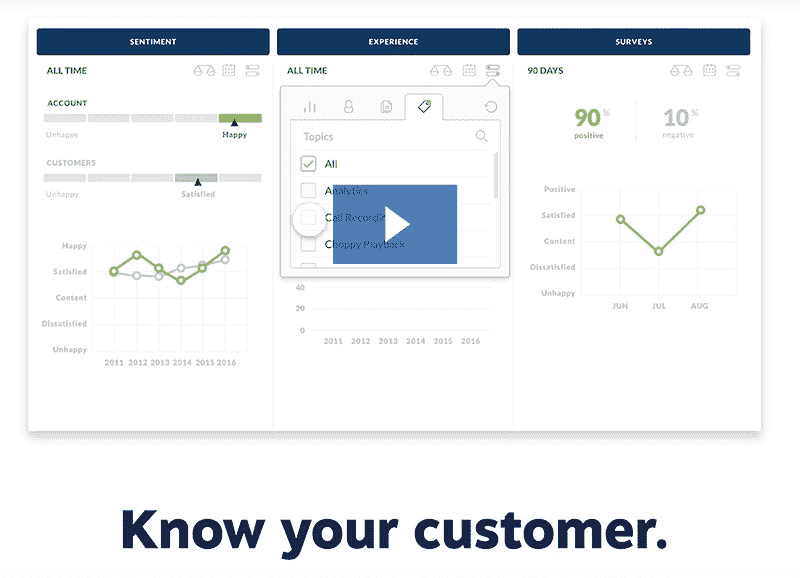 SENTIMENT
ALL TIME
ACCOUNT
Unhappy Happy
CUSTOMERS
Unhappy Satisfied
Happy
Satisfied
Content
Dissatisfied
Unhappy
2011 2012 2013 2014 2015 2016
EXPERIENCE
ALL TIME
Topics
All
Analytics
Call Recording
Choppy Playback
40
20
0
2011 2012 2013 2014 2015 2016
SURVEYS
90 DAYS
90% 10%
positive negative
Positive
Satisfied
Content
Dissatisfied
Unhappy
JUN JUL AUG
Know your customer.